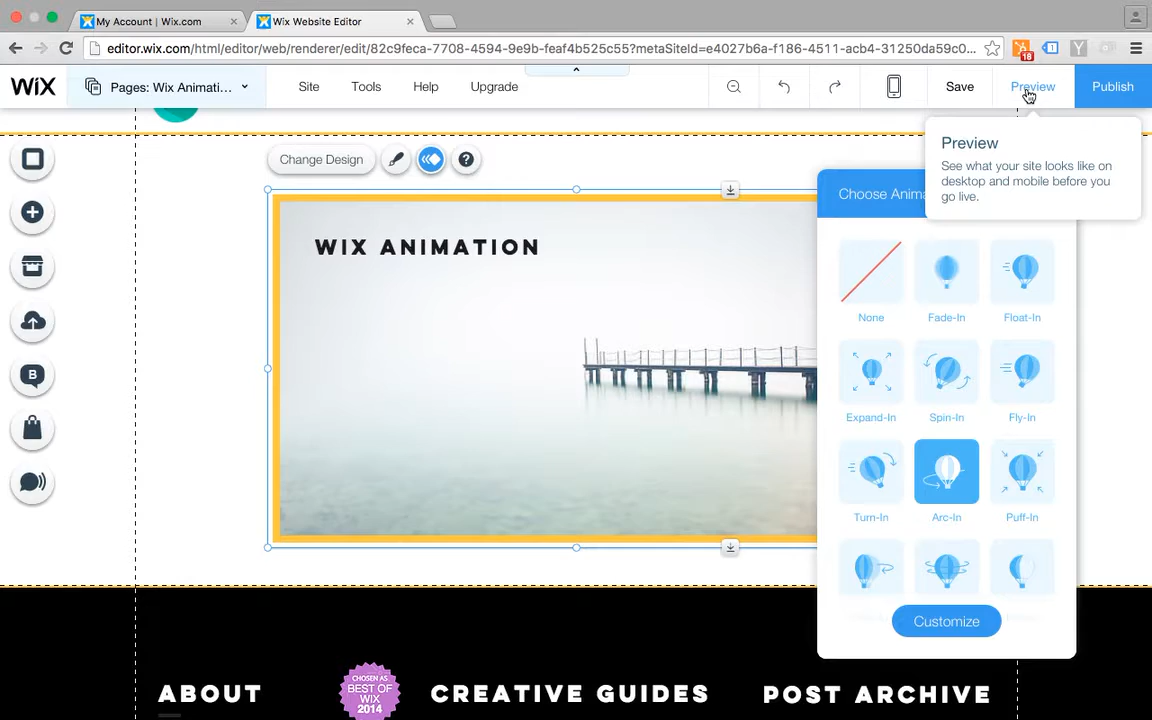 My Account | Wix.com
Wix Website Editor
editor.wix.com/html/editor/web/renderer/edit/82c9feca-7708-4594-9e9b-feaf4b525c55?metaSiteId=e4027b6a-f186-4511-acb4-31250da59c0...
18
Y
WiX
Pages: Wix Animati...
Site
Tools
Help
Upgrade
Save
Preview
Publish
Preview
See what your site looks like on
desktop and mobile before you
go live.
Change Design
?
Choose Anima
WIX ANIMATION
None
Fade-In
Float-In
Expand-In
Spin-In
Fly-In
B
Turn-In
Arc-In
Puff-In
Customize
ABOUT
CHOSEN AS
BEST OF
WIX
2014
CREATIVE GUIDES
POST ARCHIVE